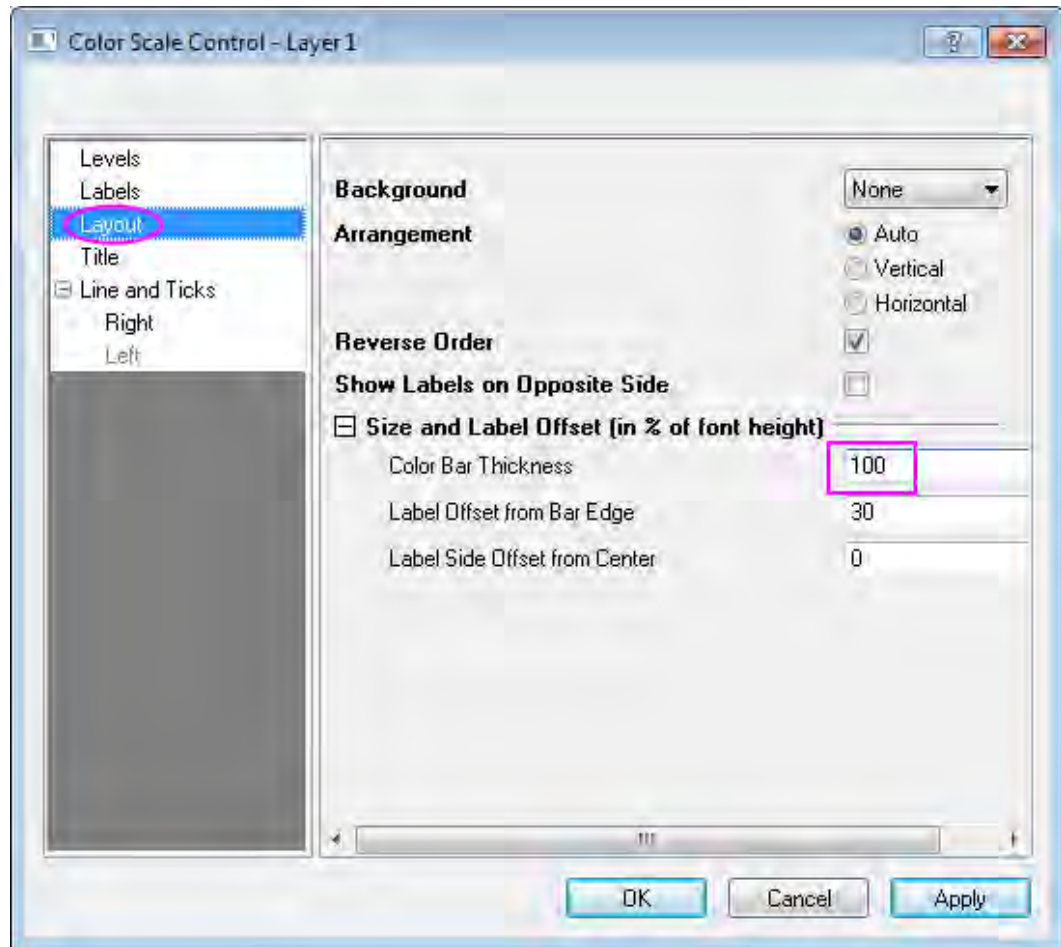 Color Scale Control - Layer 1
Levels
Labels
Layout
Title
Line and Ticks
Right
Left
Background
None
Arrangement
Auto
Vertical
Horizontal
Reverse Order
Show Labels on Opposite Side
Size and Label Offset (in % of font height)
Color Bar Thickness
100
Label Offset from Bar Edge
30
Label Side Offset from Center
0
OK
Cancel
Apply